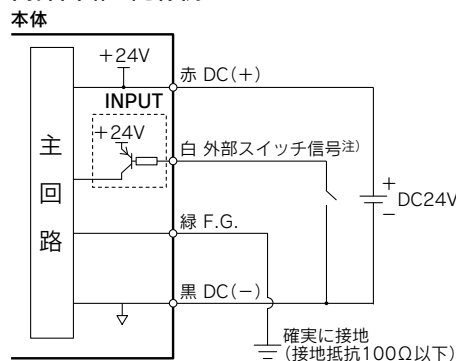 本体
+24V
赤 DC(+)
INPUT
+24V
主回路
白 外部スイッチ信号注)
+
DC24V
−
緑 F.G.
黒 DC(−)
確実に接地
(接地抵抗100Ω以下)